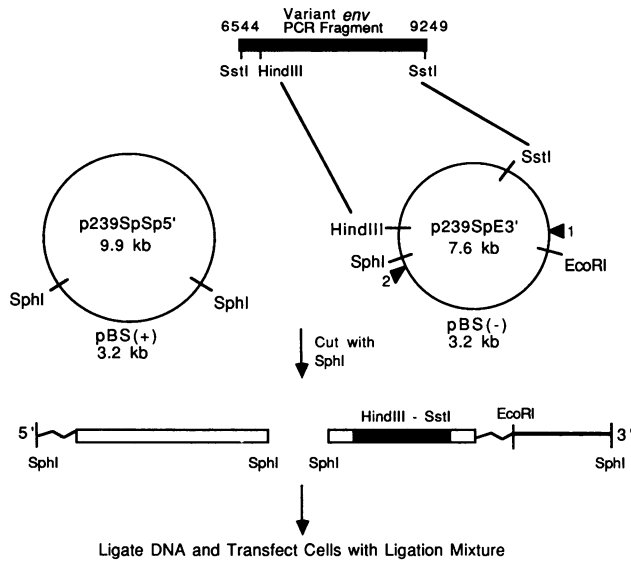 Variant env
6544 PCR Fragment 9249
SstI HindIII SstI
SstI
p239SpSp5'
9.9 kb
SphI SphI
pBS(+)
3.2 kb
HindIII
p239SpE3'
7.6 kb
1
SphI
2
EcoRI
pBS(-)
3.2 kb
Cut with
SphI
HindIII - SstI EcoRI
5' 3'
SphI SphI SphI SphI
Ligate DNA and Transfect Cells with Ligation Mixture